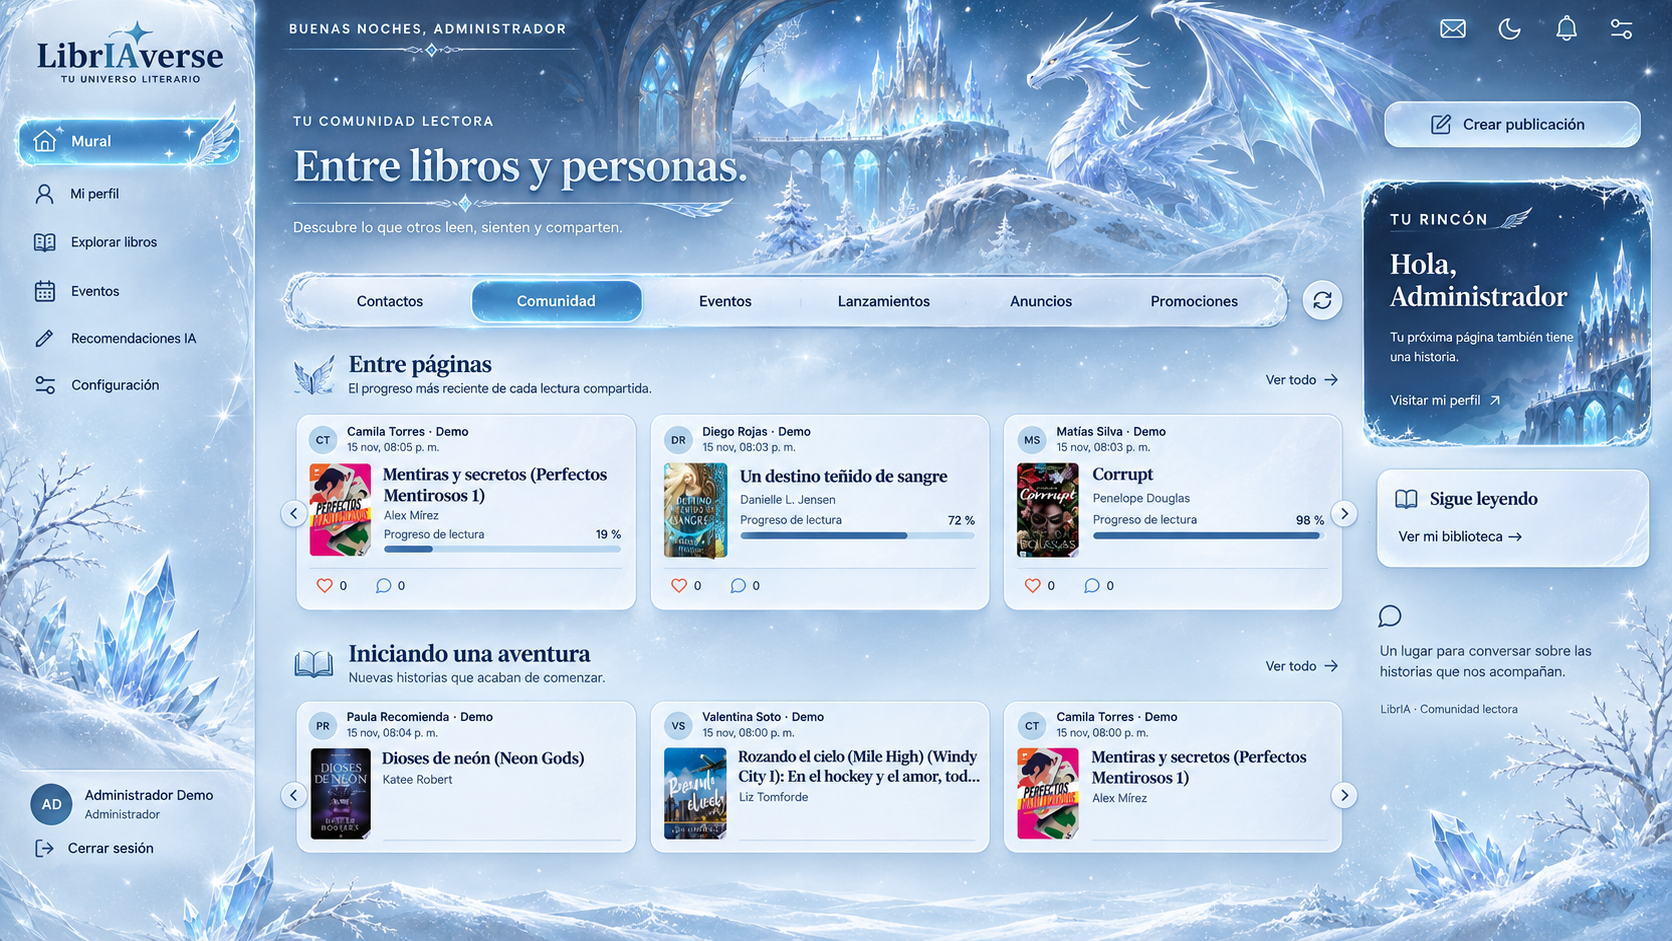 LibrIAverse
TU UNIVERSO LITERARIO
Mural
Mi perfil
Explorar libros
Eventos
Recomendaciones IA
Configuración
AD
Administrador Demo
Administrador
Cerrar sesión
BUENAS NOCHES, ADMINISTRADOR
TU COMUNIDAD LECTORA
Entre libros y personas.
Descubre lo que otros leen, sienten y comparten.
Contactos
Comunidad
Eventos
Lanzamientos
Anuncios
Promociones
Entre páginas
El progreso más reciente de cada lectura compartida.
Ver todo →
CT
Camila Torres · Demo
15 nov, 08:05 p. m.
PERFECTOS
Mentiras y secretos (Perfectos
Mentirosos 1)
Alex Mírez
Progreso de lectura
19 %
0
0
DR
Diego Rojas · Demo
15 nov, 08:03 p. m.
DESTINO
SANGRE
Un destino teñido de sangre
Danielle L. Jensen
Progreso de lectura
72 %
0
0
MS
Matías Silva · Demo
15 nov, 08:03 p. m.
Corrupt
Penelope Douglas
Progreso de lectura
98 %
0
0
Iniciando una aventura
Nuevas historias que acaban de comenzar.
Ver todo →
PR
Paula Recomienda · Demo
15 nov, 08:04 p. m.
DIOSES
DE NEÓN
Dioses de neón (Neon Gods)
Katee Robert
VS
Valentina Soto · Demo
15 nov, 08:00 p. m.
Rozando el cielo (Mile High) (Windy
City I): En el hockey y el amor, tod...
Liz Tomforde
CT
Camila Torres · Demo
15 nov, 08:00 p. m.
PERFECTOS
Mentiras y secretos (Perfectos
Mentirosos 1)
Alex Mírez
Crear publicación
TU RINCÓN
Hola,
Administrador
Tu próxima página también tiene
una historia.
Visitar mi perfil ↗
Sigue leyendo
Ver mi biblioteca →
Un lugar para conversar sobre las
historias que nos acompañan.
LibrIA · Comunidad lectora